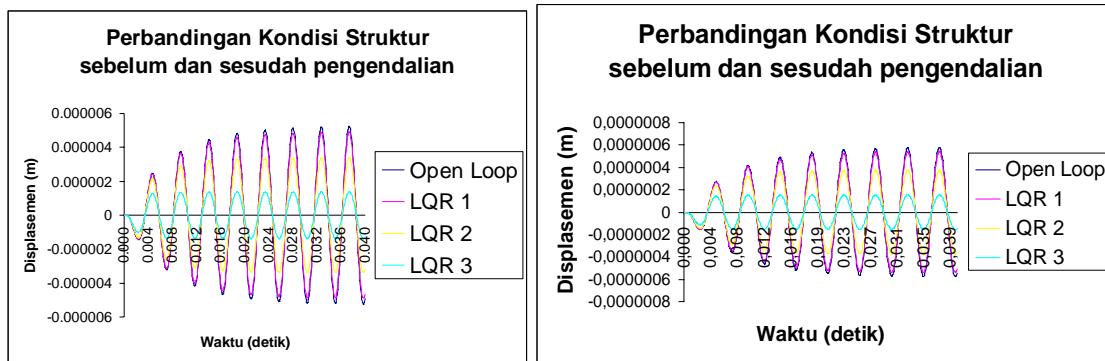 Perbandingan Kondisi Struktur
sebelum dan sesudah pengendalian
0.000006
0.000004
0.000002
0
-0.000002
-0.000004
-0.000006
Displasemen (m)
0.000
0.004
0.008
0.012
0.016
0.020
0.024
0.028
0.032
0.036
0.040
Waktu (detik)
Open Loop
LQR 1
LQR 2
LQR 3
Perbandingan Kondisi Struktur
sebelum dan sesudah pengendalian
0,0000008
0,0000006
0,0000004
0,0000002
0
-0,0000002
-0,0000004
-0,0000006
-0,0000008
Displasemen (m)
0.000
0.004
0.008
0.012
0.016
0.019
0.023
0.027
0.031
0.035
0.039
Waktu (detik)
Open Loop
LQR 1
LQR 2
LQR 3